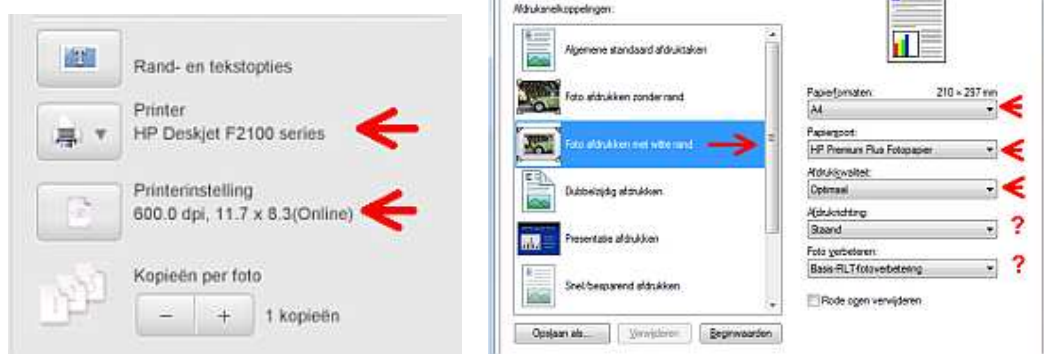 Rand- en tekstopties
Printer
HP Deskjet F2100 series
Printerinstelling
600.0 dpi, 11.7 x 8.3(Online)
Kopieën per foto
1 kopieën
Afdruksnelkoppelingen:
Algemene standaard afdruktaken
Foto afdrukken zonder rand
Foto afdrukken met witte rand
Dubbelzijdig afdrukken
Presentatie afdrukken
Snel/besparend afdrukken
Opslaan als...
Verwijderen
Beginwaarden
Papierformaten: 210 × 297 mm
A4
Papiersoort:
HP Premium Plus Fotopapier
Afdrukkwaliteit:
Optimaal
Afdrukrichting:
Staand
?
Foto verbeteren:
Basis-RLT fotoverbetering
?
Rode ogen verwijderen